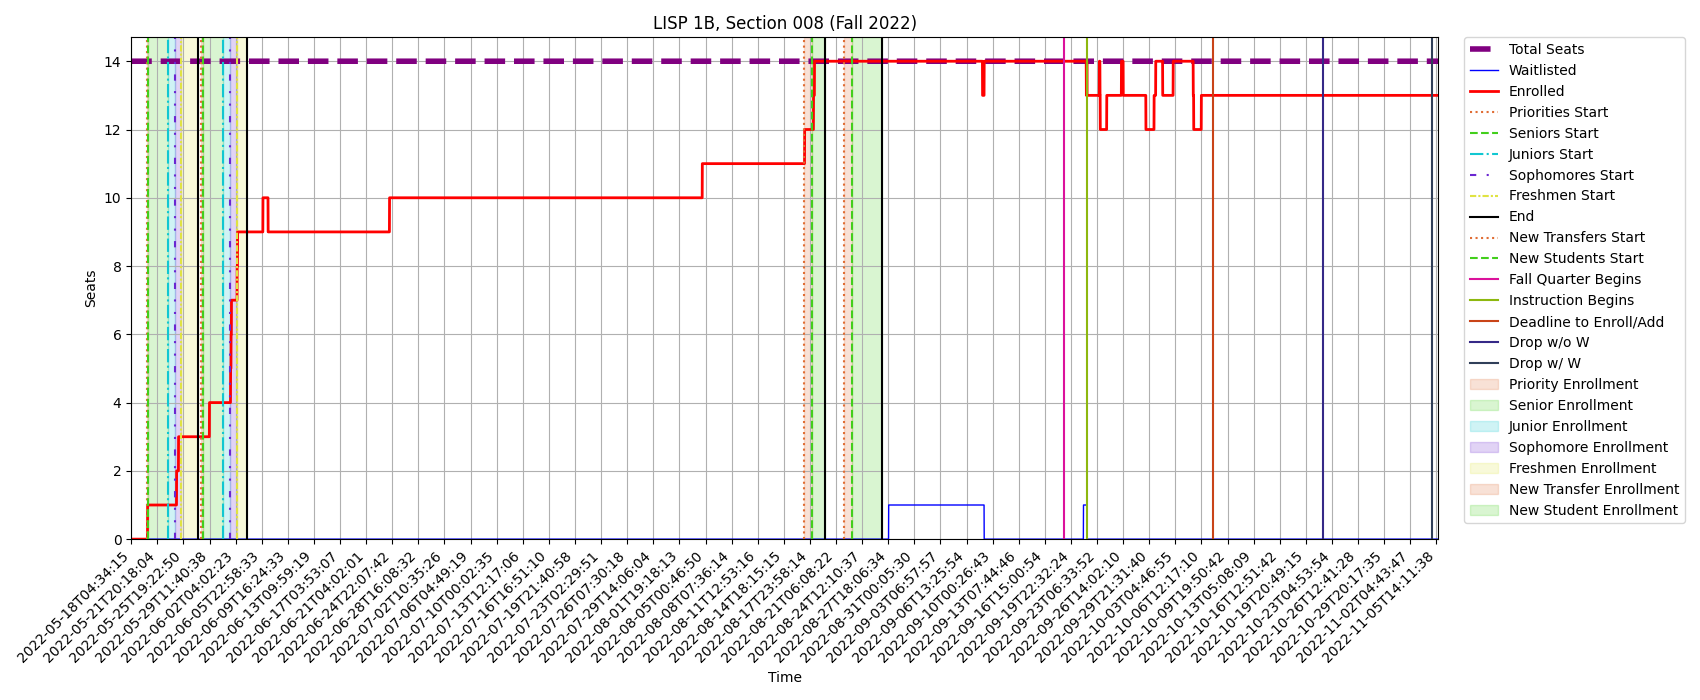 LISP 1B, Section 008 (Fall 2022)
14
12
10
8
6
4
2
0
Seats
2022-05-18T04:34:15
2022-05-21T20:18:04
2022-05-25T19:22:50
2022-05-29T11:40:38
2022-06-02T04:02:23
2022-06-05T22:58:33
2022-06-09T16:24:33
2022-06-13T09:59:19
2022-06-17T03:53:07
2022-06-21T04:02:01
2022-06-24T22:07:42
2022-06-28T16:08:32
2022-07-02T10:35:26
2022-07-06T04:49:19
2022-07-10T00:02:35
2022-07-13T12:17:06
2022-07-16T16:51:10
2022-07-19T21:40:58
2022-07-23T02:29:51
2022-07-26T07:30:18
2022-07-29T14:06:04
2022-08-01T19:18:13
2022-08-05T00:46:50
2022-08-08T07:36:14
2022-08-11T12:53:16
2022-08-14T18:15:15
2022-08-17T23:58:14
2022-08-21T06:08:22
2022-08-24T12:10:37
2022-08-27T18:06:34
2022-08-31T00:05:30
2022-09-03T06:57:57
2022-09-06T13:25:54
2022-09-10T00:26:43
2022-09-13T07:44:46
2022-09-16T15:00:54
2022-09-19T22:32:24
2022-09-23T06:33:52
2022-09-26T14:02:10
2022-09-29T21:31:40
2022-10-03T04:46:55
2022-10-06T12:17:10
2022-10-09T19:50:42
2022-10-13T05:08:09
2022-10-16T12:51:42
2022-10-19T20:49:15
2022-10-23T04:53:54
2022-10-26T12:41:28
2022-10-29T20:17:35
2022-11-02T04:43:47
2022-11-05T14:11:38
Time
Total Seats
Waitlisted
Enrolled
Priorities Start
Seniors Start
Juniors Start
Sophomores Start
Freshmen Start
End
New Transfers Start
New Students Start
Fall Quarter Begins
Instruction Begins
Deadline to Enroll/Add
Drop w/o W
Drop w/ W
Priority Enrollment
Senior Enrollment
Junior Enrollment
Sophomore Enrollment
Freshmen Enrollment
New Transfer Enrollment
New Student Enrollment